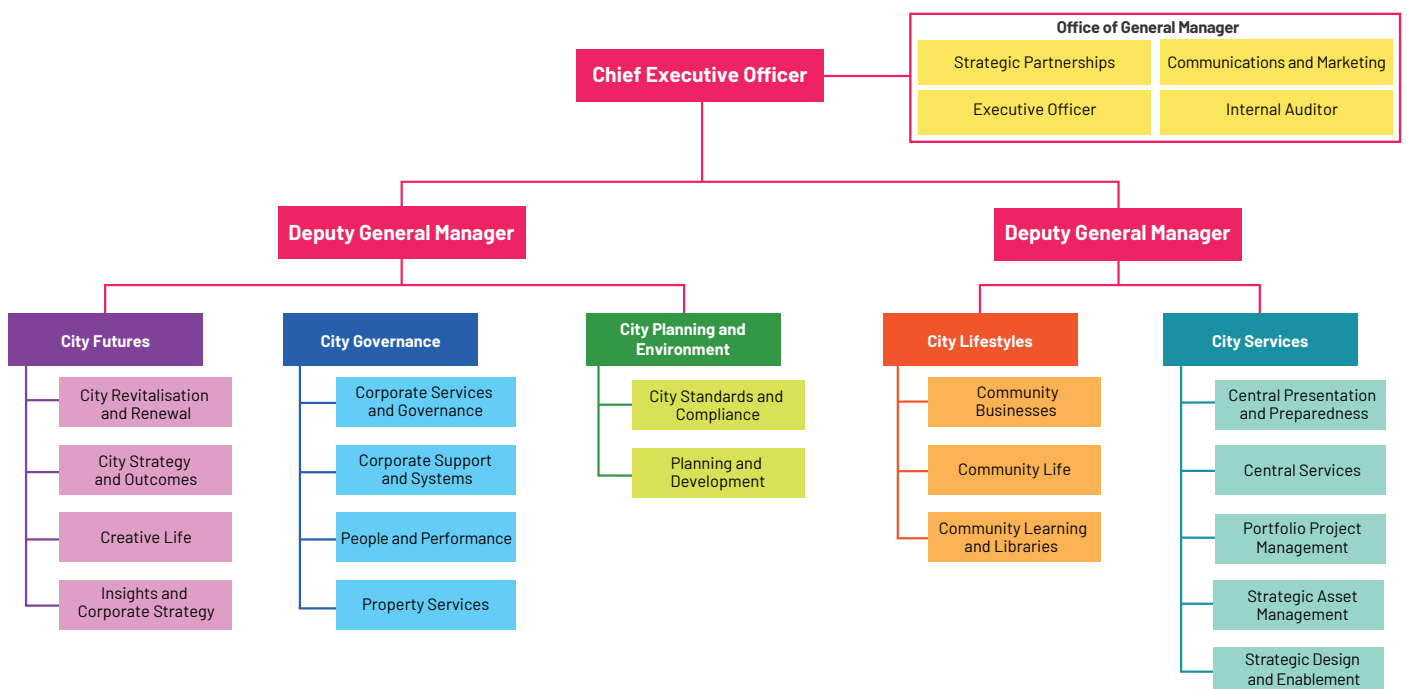 Office of General Manager
Chief Executive Officer
Strategic Partnerships
Communications and Marketing
Executive Officer
Internal Auditor
Deputy General Manager
Deputy General Manager
City Futures
City Revitalisation
and Renewal
City Strategy
and Outcomes
Creative Life
Insights and
Corporate Strategy
City Governance
Corporate Services
and Governance
Corporate Support
and Systems
People and Performance
Property Services
City Planning and
Environment
City Standards and
Compliance
Planning and
Development
City Lifestyles
Community
Businesses
Community Life
Community Learning
and Libraries
City Services
Central Presentation
and Preparedness
Central Services
Portfolio Project
Management
Strategic Asset
Management
Strategic Design
and Enablement